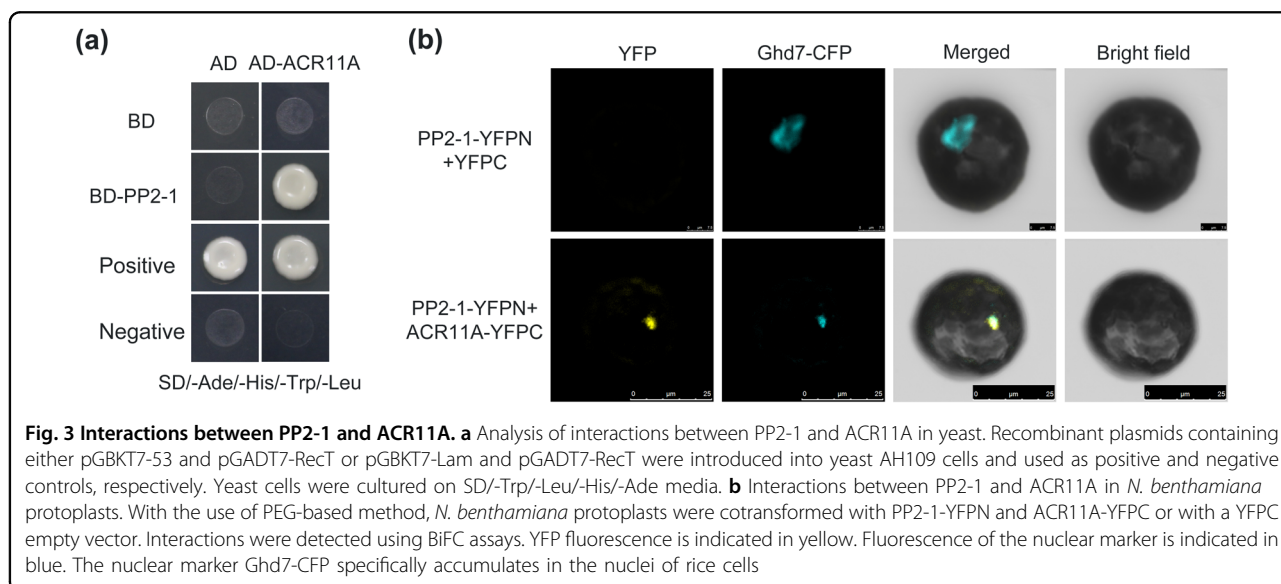 (a)
AD AD-ACR11A
BD
BD-PP2-1
Positive
Negative
SD/-Ade/-His/-Trp/-Leu
(b)
YFP Ghd7-CFP Merged Bright field
PP2-1-YFPN
+YFPC
PP2-1-YFPN+
ACR11A-YFPC
0 µm 25
0 µm 25
0 µm 25
0 µm 25
Fig. 3 Interactions between PP2-1 and ACR11A. a Analysis of interactions between PP2-1 and ACR11A in yeast. Recombinant plasmids containing
either pGBKT7-53 and pGADT7-RecT or pGBKT7-Lam and pGADT7-RecT were introduced into yeast AH109 cells and used as positive and negative
controls, respectively. Yeast cells were cultured on SD/-Trp/-Leu/-His/-Ade media. b Interactions between PP2-1 and ACR11A in N. benthamiana
protoplasts. With the use of PEG-based method, N. benthamiana protoplasts were cotransformed with PP2-1-YFPN and ACR11A-YFPC or with a YFPC
empty vector. Interactions were detected using BiFC assays. YFP fluorescence is indicated in yellow. Fluorescence of the nuclear marker is indicated in
blue. The nuclear marker Ghd7-CFP specifically accumulates in the nuclei of rice cells